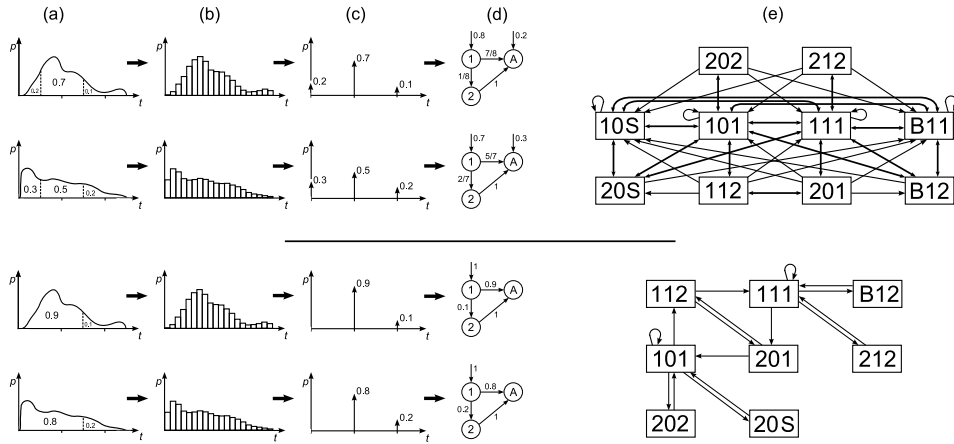 (a) (b) (c) (d) (e)
p 0.2 0.7 0.1 t
p t
p 0.2 0.7 0.1 t
0.8 0.2
1 7/8 A
1/8 1
2
202 212
10S 101 111 B11
20S 112 201 B12
p 0.3 0.5 0.2 t
p t
p 0.3 0.5 0.2 t
0.7 0.3
1 5/7 A
2/7 1
2
p 0.9 0.1 t
p t
p 0.9 0.1 t
1
1 0.9 A
0.1 1
2
112 111 B12
101 201 212
202 20S
p 0.8 0.2 t
p t
p 0.8 0.2 t
1
1 0.8 A
0.2 1
2